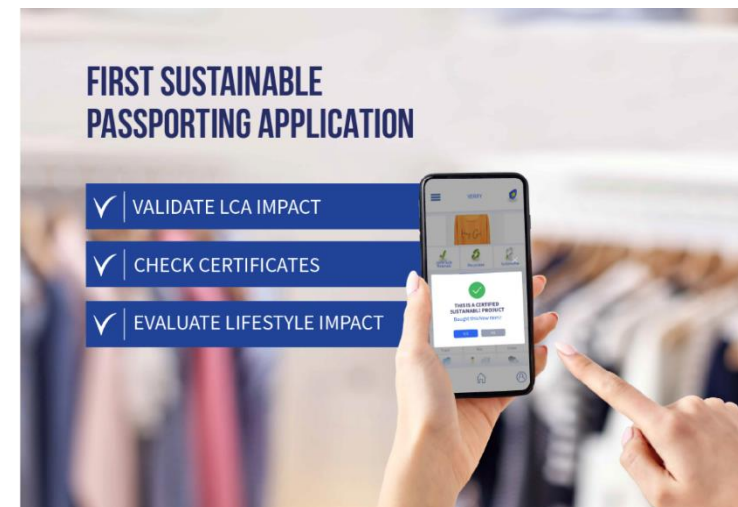 FIRST SUSTAINABLE
PASSPORTING APPLICATION
VALIDATE LCA IMPACT
CHECK CERTIFICATES
EVALUATE LIFESTYLE IMPACT
THIS IS A CERTIFIED
SUSTAINABLE PRODUCT